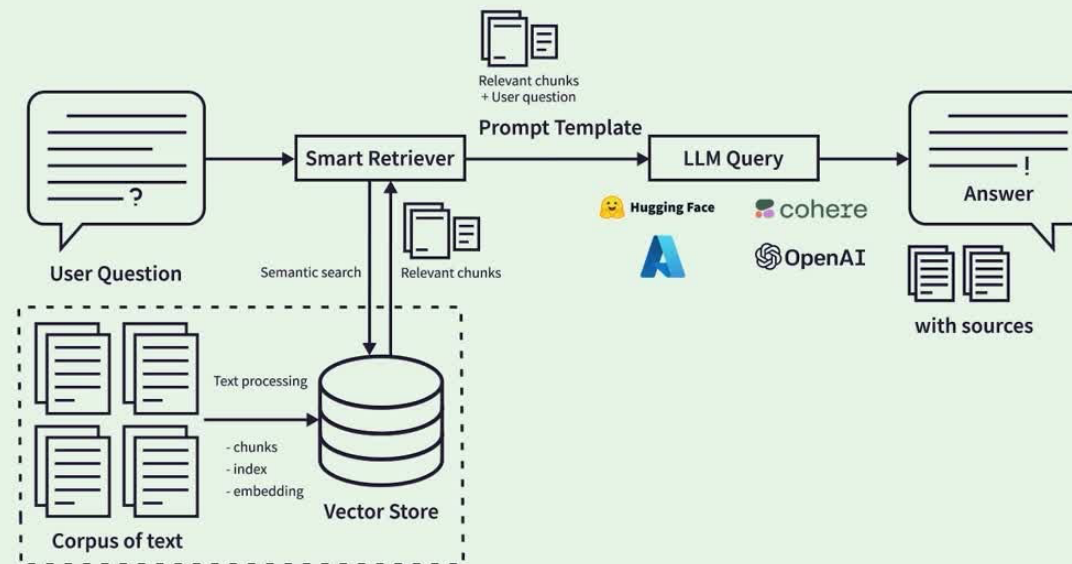 Relevant chunks
+ User question
Prompt Template
Smart Retriever
LLM Query
?
!
Answer
User Question
Semantic search
Relevant chunks
Hugging Face
cohere
OpenAI
with sources
Text processing
- chunks
- index
- embedding
Vector Store
Corpus of text